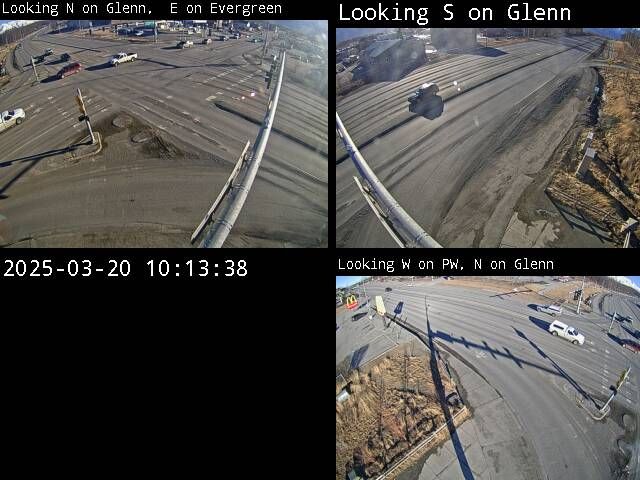 Looking N on Glenn, E on Evergreen
Looking S on Glenn
2025-03-20 10:13:38
Looking W on PW, N on Glenn